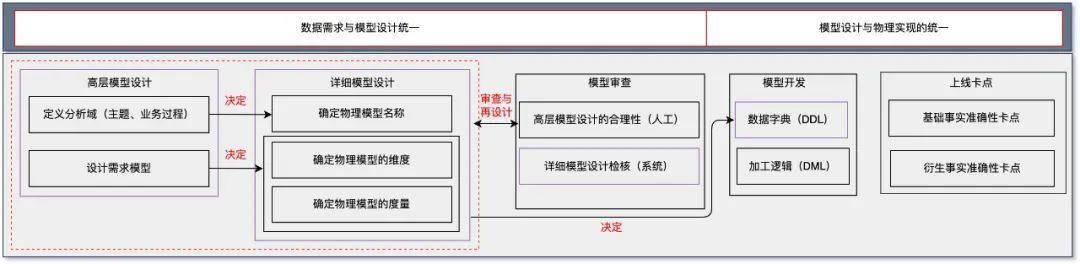 数据需求与模型设计统一
模型设计与物理实现的统一
高层模型设计
定义分析域（主题、业务过程）
设计需求模型
决定
决定
详细模型设计
确定物理模型名称
确定物理模型的维度
确定物理模型的度量
审查与
再设计
模型审查
高层模型设计的合理性（人工）
详细模型设计检核（系统）
决定
模型开发
数据字典（DDL）
加工逻辑（DML）
上线卡点
基础事实准确性卡点
衍生事实准确性卡点